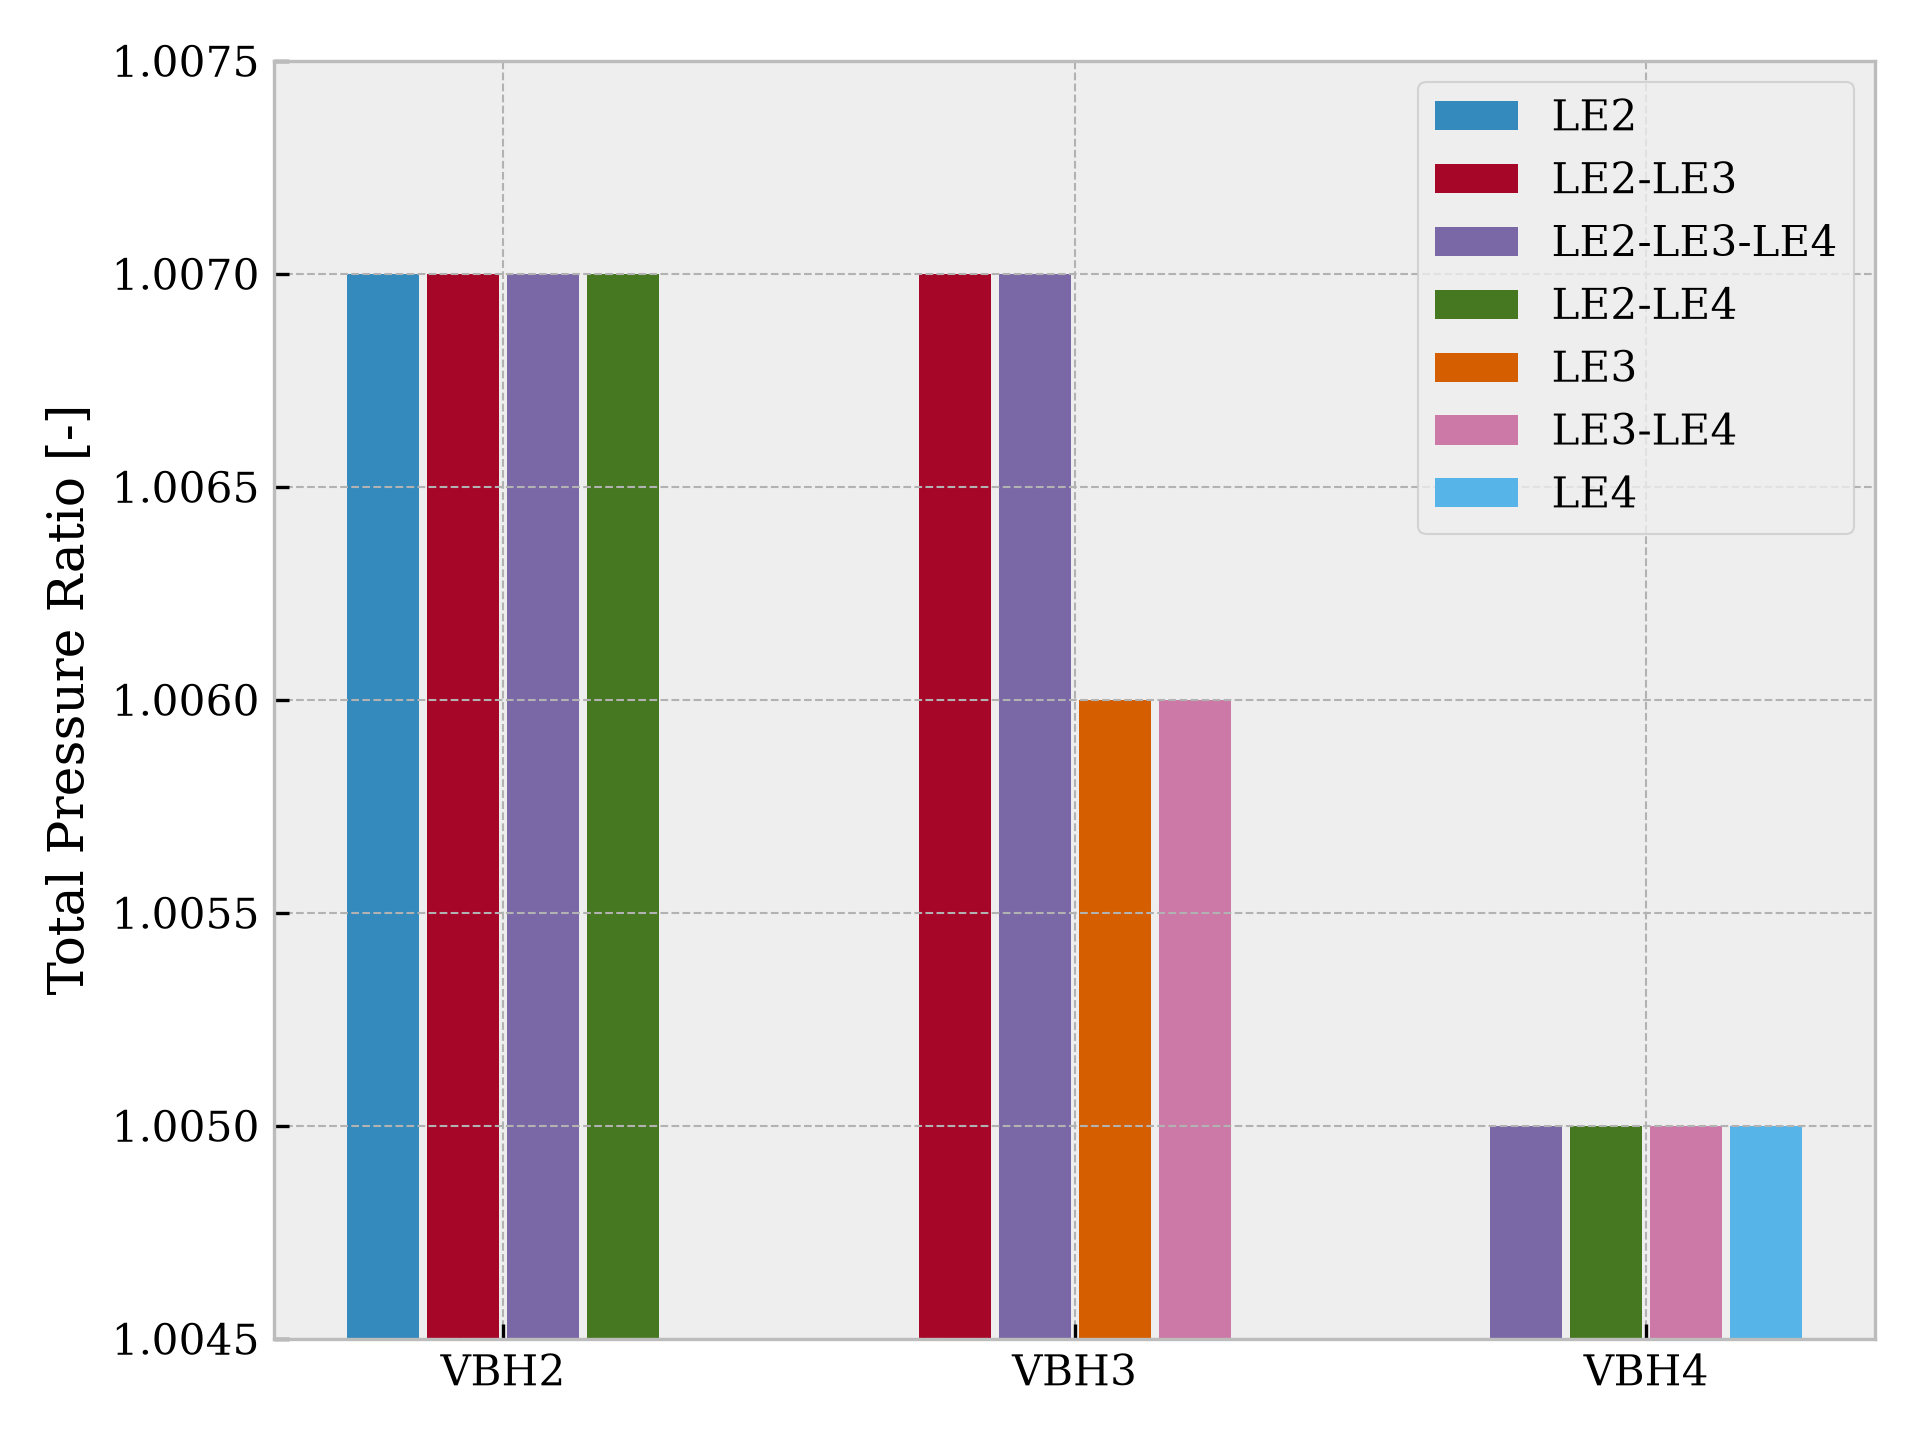 1.0075
1.0070
1.0065
1.0060
1.0055
1.0050
1.0045
Total Pressure Ratio [-]
LE2
LE2-LE3
LE2-LE3-LE4
LE2-LE4
LE3
LE3-LE4
LE4
VBH2
VBH3
VBH4